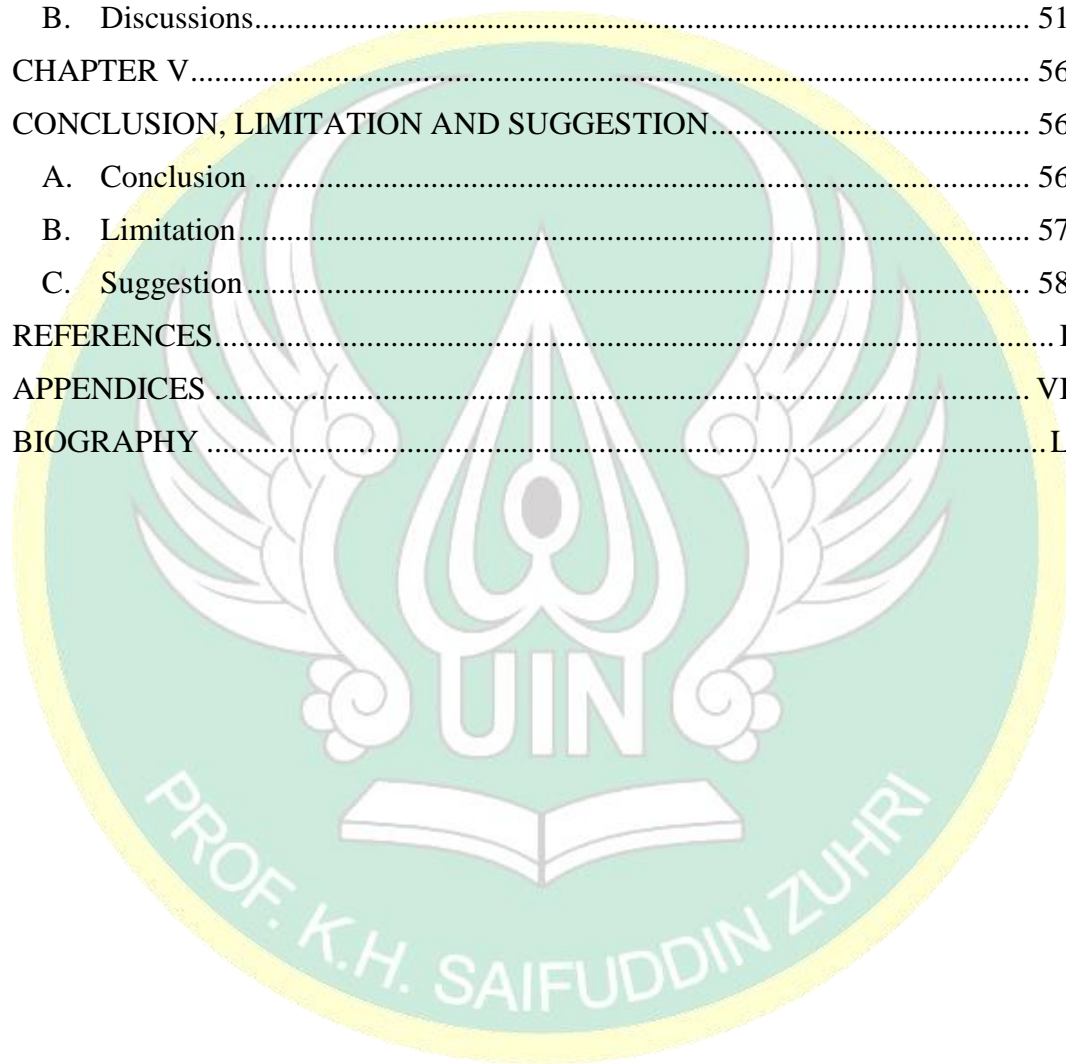 B. Discussions............................................................................................. 51
CHAPTER V............................................................................................. 56
CONCLUSION, LIMITATION AND SUGGESTION................................... 56
A. Conclusion ............................................................................................. 56
B. Limitation............................................................................................. 57
C. Suggestion............................................................................................. 58
REFERENCES............................................................................................. I
APPENDICES ............................................................................................. VI
BIOGRAPHY ............................................................................................. L
UIN
PROF. K.H. SAIFUDDIN ZUHRI